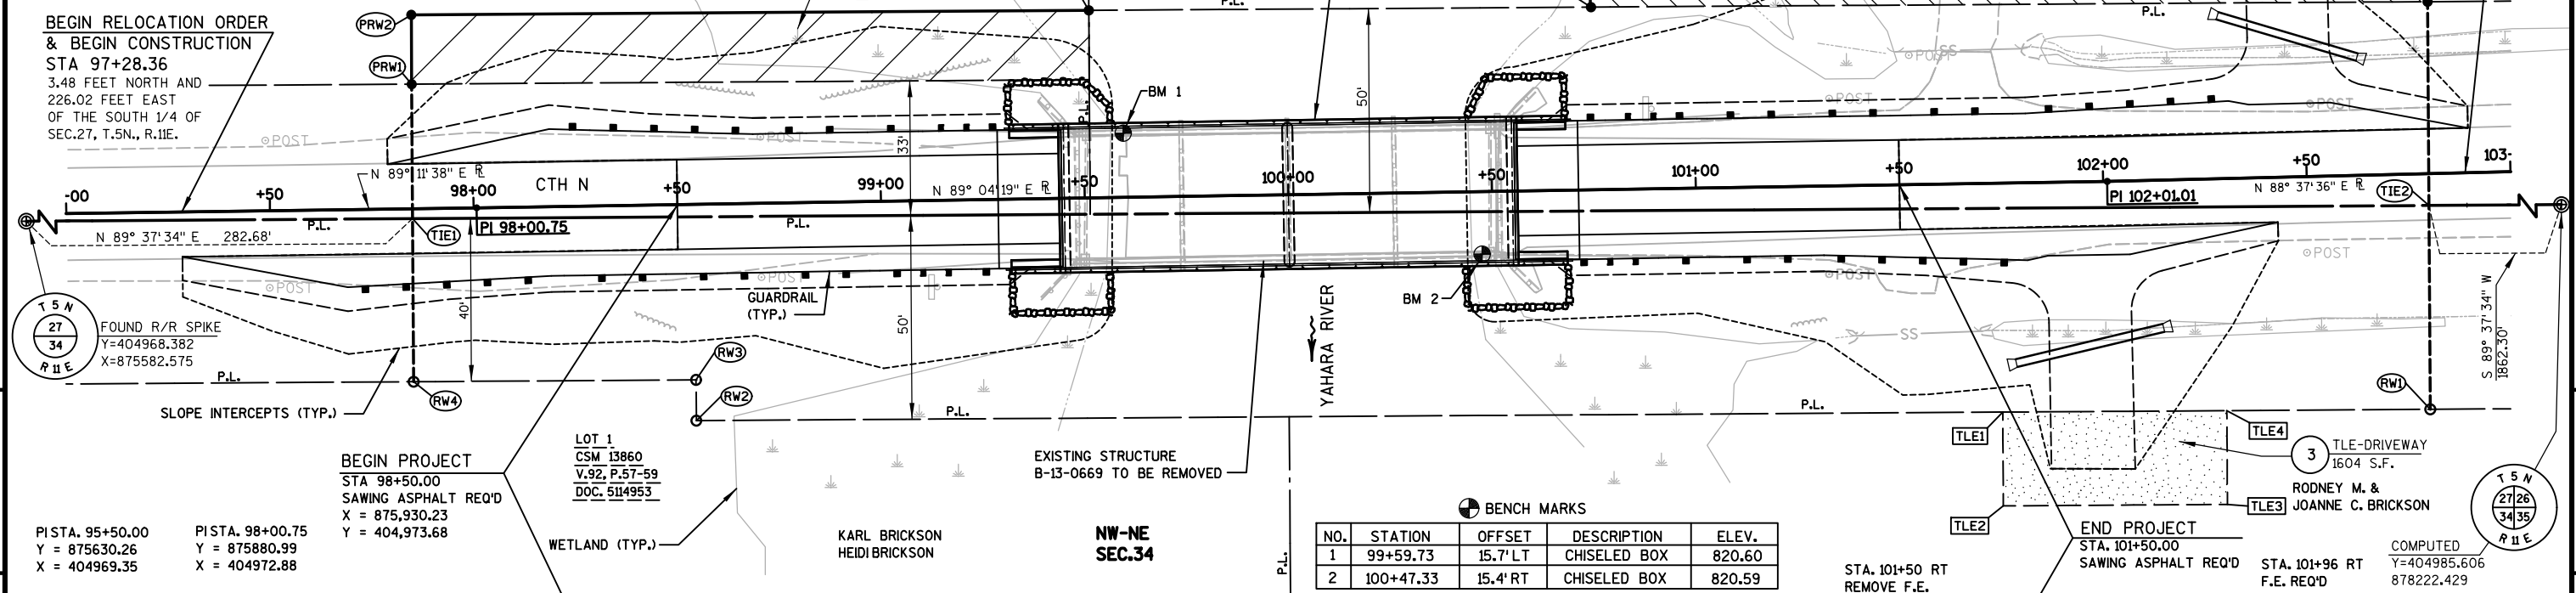 BEGIN RELOCATION ORDER
& BEGIN CONSTRUCTION
STA 97+28.36
3.48 FEET NORTH AND
226.02 FEET EAST
OF THE SOUTH 1/4 OF
SEC.27, T.5N., R.11E.
PRW2
PRW1
P.L.
P.L.
P.L.
BM 1
33'
50'
POST
POST
POST
POST
POST
SS
-00
+50
N 89° 11'38" E
98+00
CTH N
+50
99+00
N 89° 04'19" E
+50
100+00
+50
101+00
+50
102+00
+50
103-
N 88° 37'36" E
PI 98+00.75
PI 102+01.01
TIE1
TIE2
P.L.
P.L.
N 89° 37'34" E 282.68'
T 5 N
27
34
R 11 E
FOUND R/R SPIKE
Y=404968.382
X=875582.575
POST
POST
POST
POST
40'
50'
GUARDRAIL
(TYP.)
BM 2
YAHARA RIVER
SS
S 89° 37'34" W
1862.30'
P.L.
RW4
RW3
RW2
RW1
P.L.
P.L.
SLOPE INTERCEPTS (TYP.)
BEGIN PROJECT
STA 98+50.00
SAWING ASPHALT REQ'D
X = 875,930.23
Y = 404,973.68
LOT 1
CSM 13860
V.92, P.57-59
DOC. 5114953
EXISTING STRUCTURE
B-13-0669 TO BE REMOVED
TLE1
TLE4
TLE2
TLE3
3
TLE-DRIVEWAY
1604 S.F.
RODNEY M. &
JOANNE C. BRICKSON
T 5 N
27 26
34 35
R 11 E
PI STA. 95+50.00
Y = 875630.26
X = 404969.35
PI STA. 98+00.75
Y = 875880.99
X = 404972.88
WETLAND (TYP.)
KARL BRICKSON
HEIDI BRICKSON
NW-NE
SEC.34
P.L.
BENCH MARKS
NO. STATION OFFSET DESCRIPTION ELEV.
1 99+59.73 15.7' LT CHISELED BOX 820.60
2 100+47.33 15.4' RT CHISELED BOX 820.59
STA. 101+50 RT
REMOVE F.E.
END PROJECT
STA. 101+50.00
SAWING ASPHALT REQ'D
STA. 101+96 RT
F.E. REQ'D
COMPUTED
Y=404985.606
878222.429